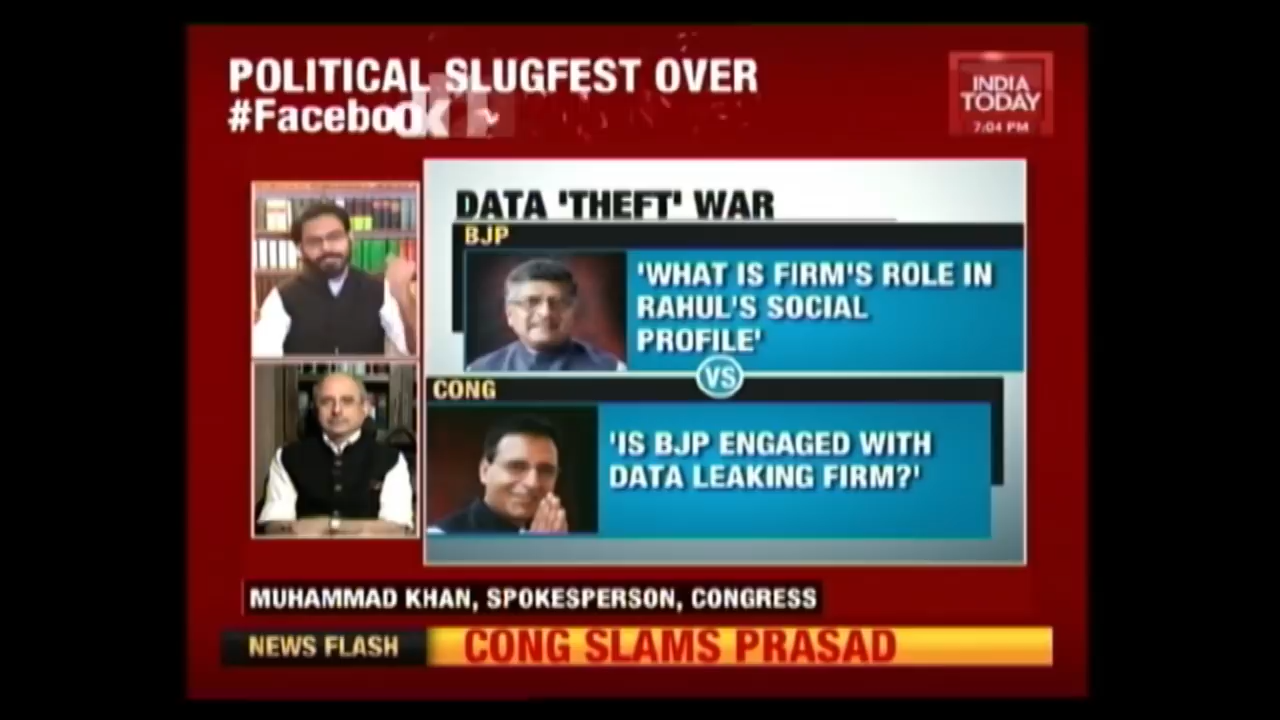 POLITICAL SLUGFEST OVER
#Facebook
INDIA
TODAY
7:04 PM
DATA 'THEFT' WAR
BJP
'WHAT IS FIRM'S ROLE IN
RAHUL'S SOCIAL
PROFILE'
VS
CONG
'IS BJP ENGAGED WITH
DATA LEAKING FIRM?'
MUHAMMAD KHAN, SPOKESPERSON, CONGRESS
NEWS FLASH
CONG SLAMS PRASAD